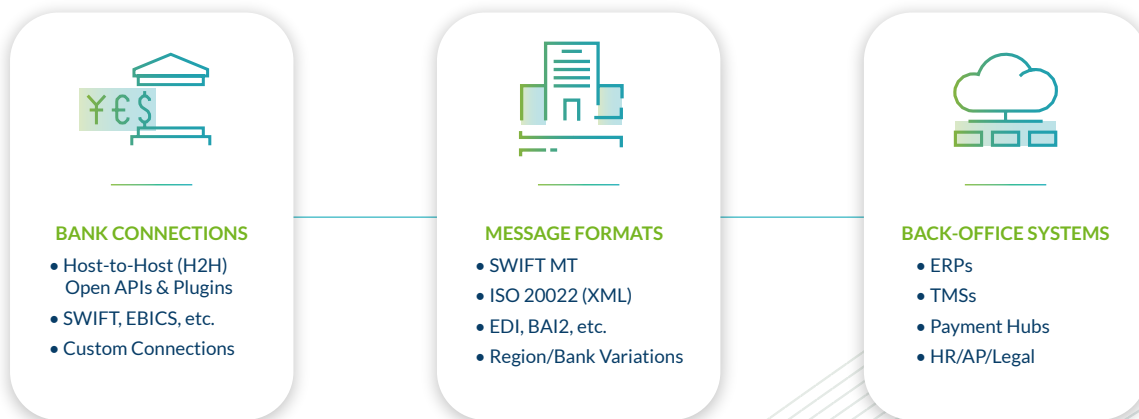 ¥€$
BANK CONNECTIONS
• Host-to-Host (H2H)
Open APIs & Plugins
• SWIFT, EBICS, etc.
• Custom Connections
MESSAGE FORMATS
• SWIFT MT
• ISO 20022 (XML)
• EDI, BAI2, etc.
• Region/Bank Variations
BACK-OFFICE SYSTEMS
• ERPs
• TMSs
• Payment Hubs
• HR/AP/Legal